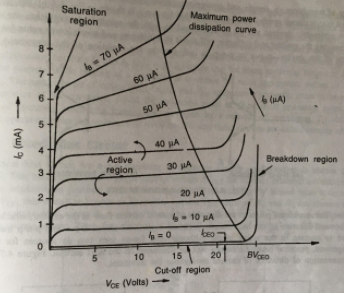 Saturation
region
Maximum power
dissipation curve
8
7
6
5
4
3
2
1
0
I_C (mA)
I_B = 70 µA
60 µA
50 µA
40 µA
30 µA
20 µA
I_B = 10 µA
I_B = 0
I_CEO
I_B (µA)
Active
region
Breakdown region
5
10
15
20
BV_CEO
Cut-off region
V_CE (Volts)